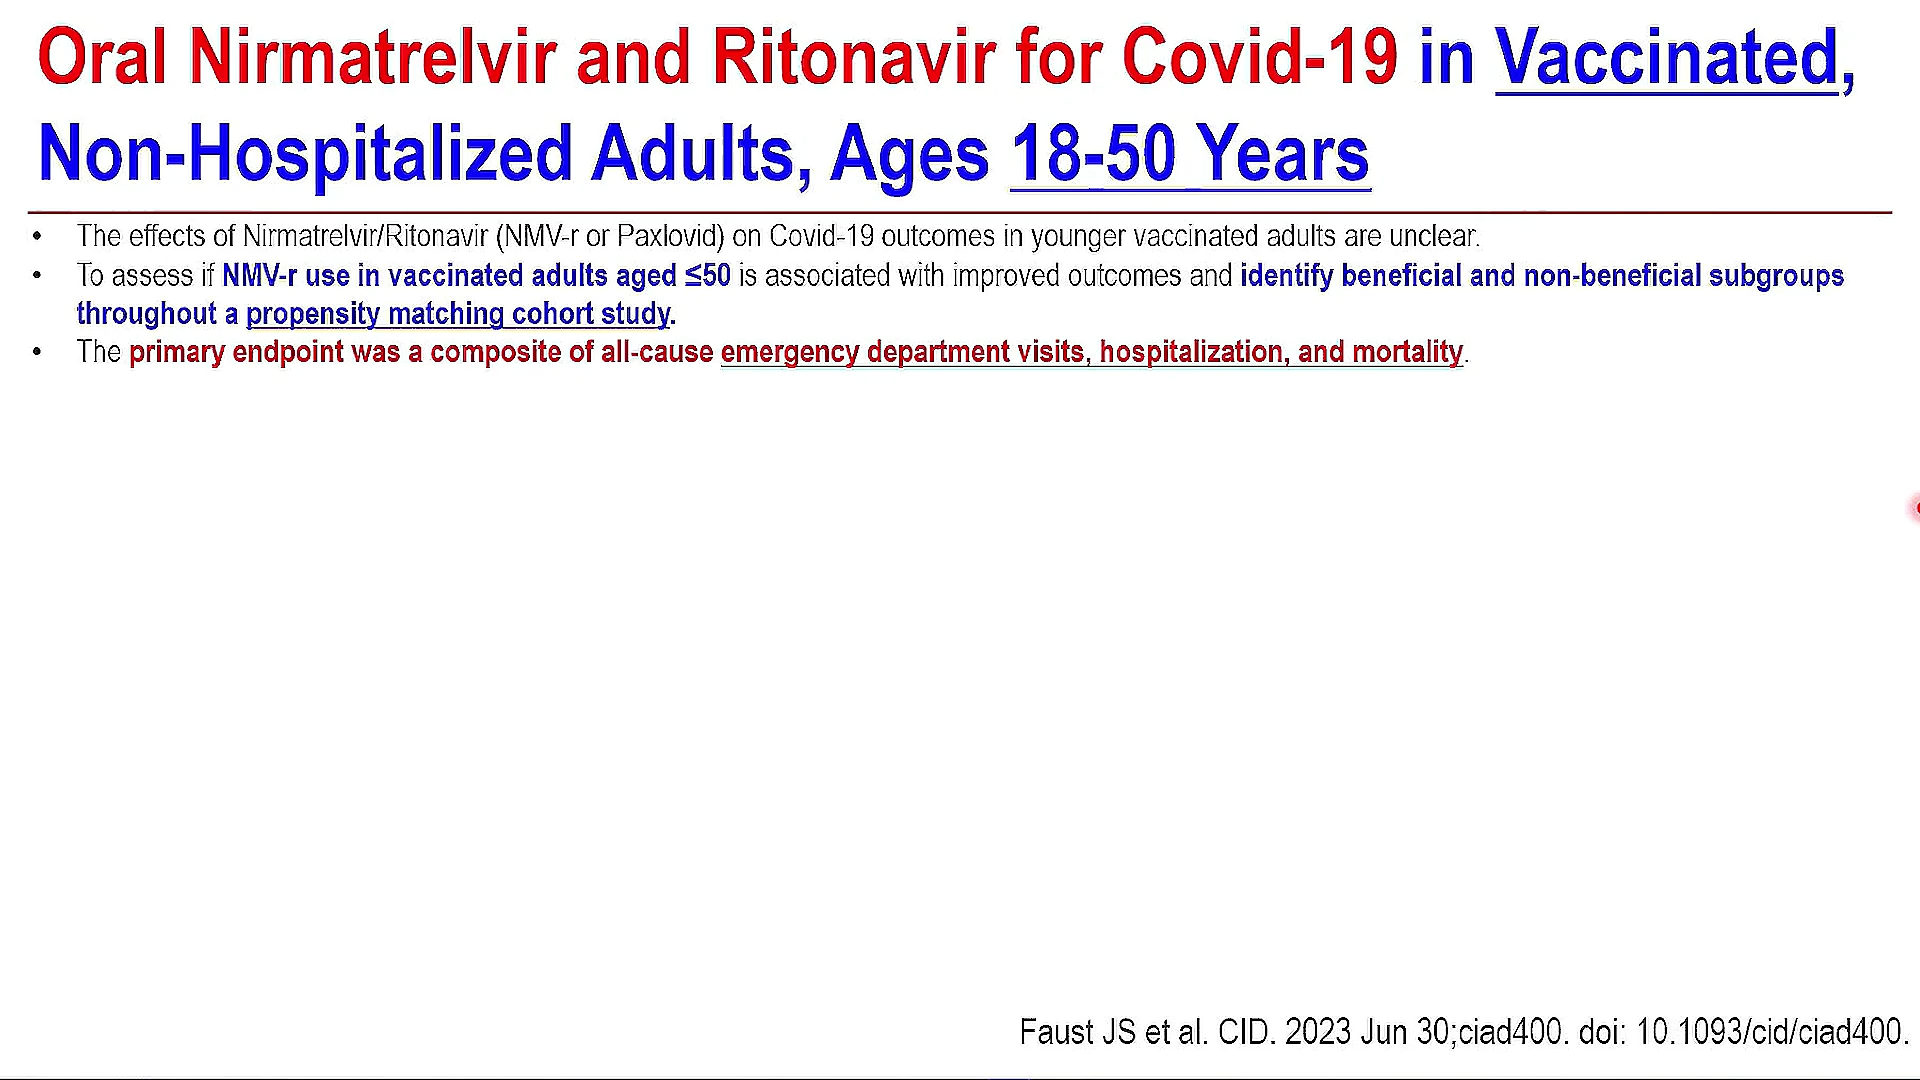 Oral Nirmatrelvir and Ritonavir for Covid-19 in Vaccinated,
Non-Hospitalized Adults, Ages 18-50 Years
• The effects of Nirmatrelvir/Ritonavir (NMV-r or Paxlovid) on Covid-19 outcomes in younger vaccinated adults are unclear.
• To assess if NMV-r use in vaccinated adults aged ≤50 is associated with improved outcomes and identify beneficial and non-beneficial subgroups
throughout a propensity matching cohort study.
• The primary endpoint was a composite of all-cause emergency department visits, hospitalization, and mortality.
Faust JS et al. CID. 2023 Jun 30;ciad400. doi: 10.1093/cid/ciad400.